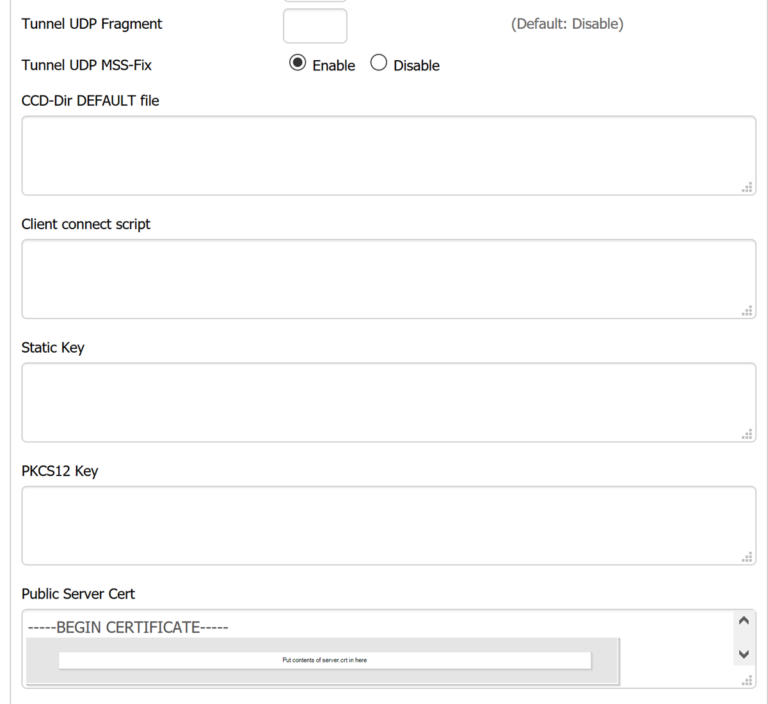 Tunnel UDP Fragment (Default: Disable)
Tunnel UDP MSS-Fix Enable Disable
CCD-Dir DEFAULT file
Client connect script
Static Key
PKCS12 Key
Public Server Cert
-----BEGIN CERTIFICATE-----
Put contents of server.crt in here